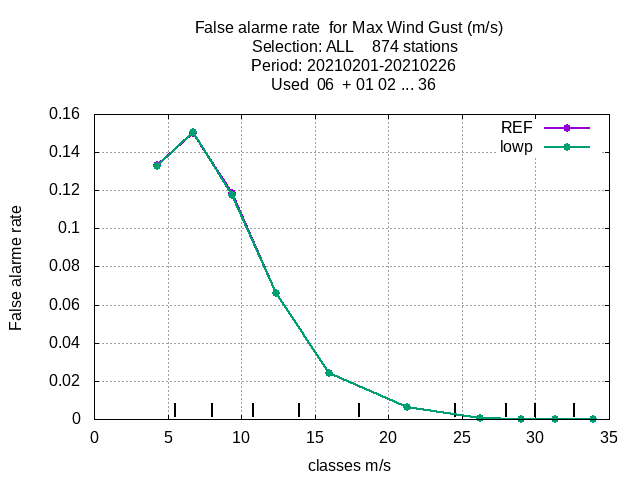 False alarme rate  for Max Wind Gust (m/s)
Selection: ALL    874 stations
Period: 20210201-20210226
Used  06  + 01 02 ... 36
REF
lowp
False alarme rate
0.16
0.14
0.12
0.1
0.08
0.06
0.04
0.02
0
0 5 10 15 20 25 30 35
classes m/s